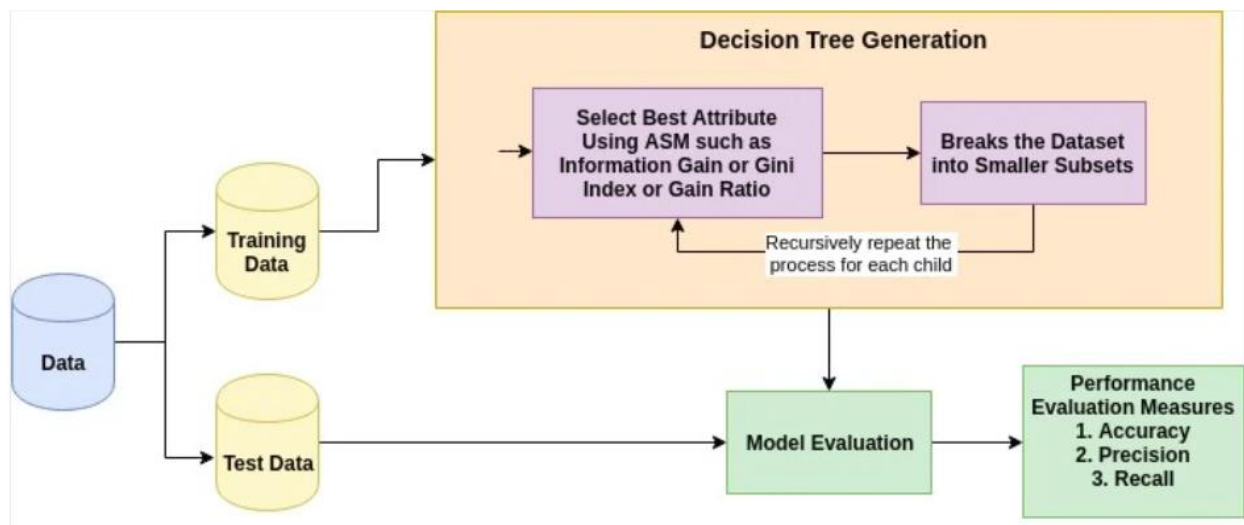 Decision Tree Generation
Select Best Attribute
Using ASM such as
Information Gain or Gini
Index or Gain Ratio
Breaks the Dataset
into Smaller Subsets
Recursively repeat the
process for each child
Training
Data
Data
Test Data
Model Evaluation
Performance
Evaluation Measures
1. Accuracy
2. Precision
3. Recall